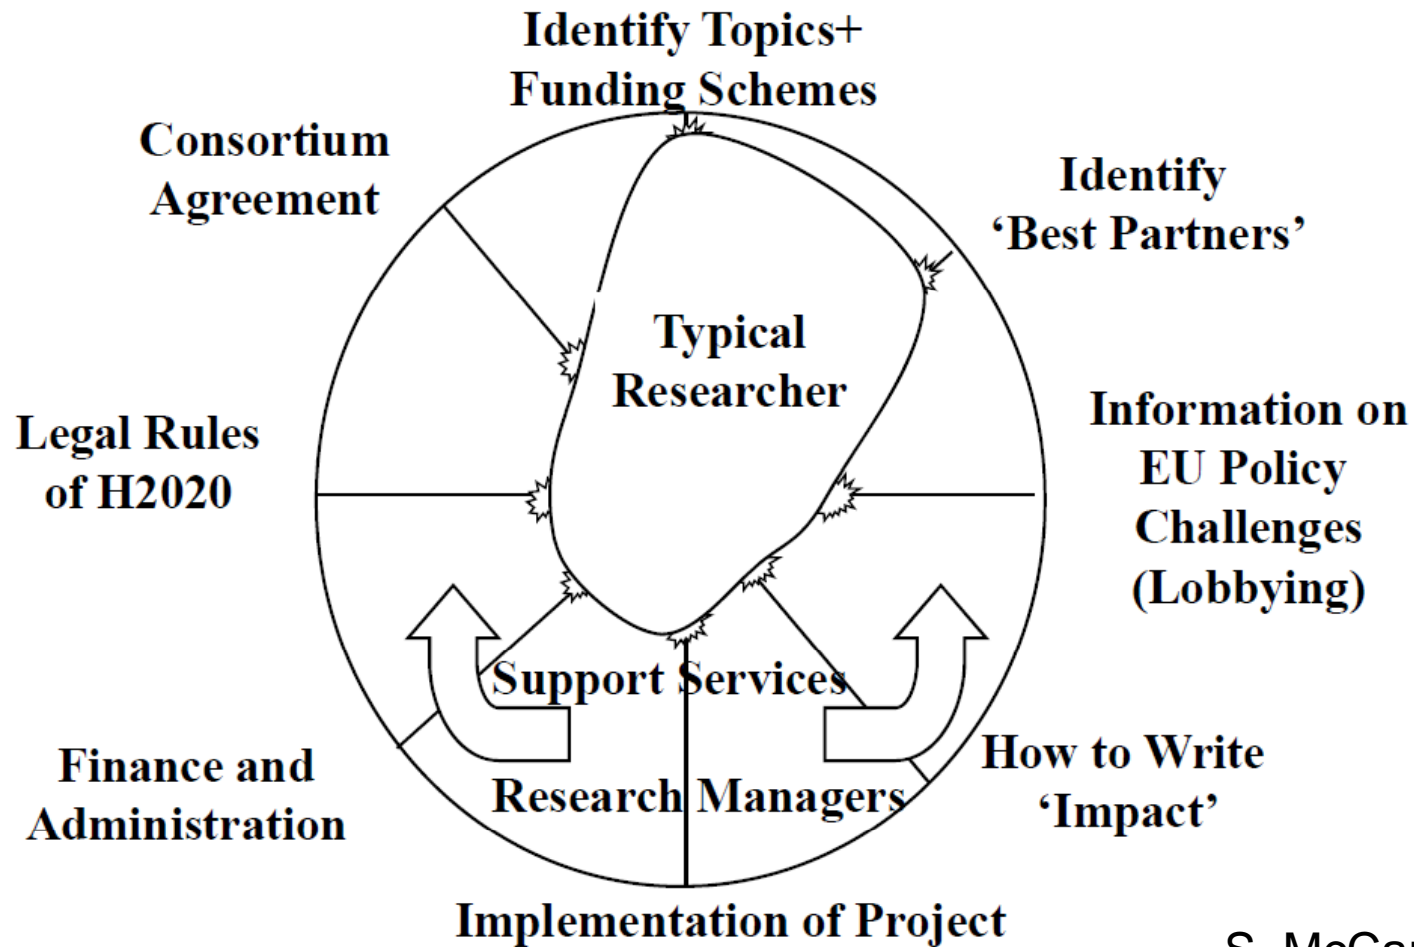 Identify Topics+
Funding Schemes
Consortium
Agreement
Identify
‘Best Partners’
Typical
Researcher
Legal Rules
of H2020
Information on
EU Policy
Challenges
(Lobbying)
Support Services
Finance and
Administration
Research Managers
How to Write
‘Impact’
Implementation of Project
S.